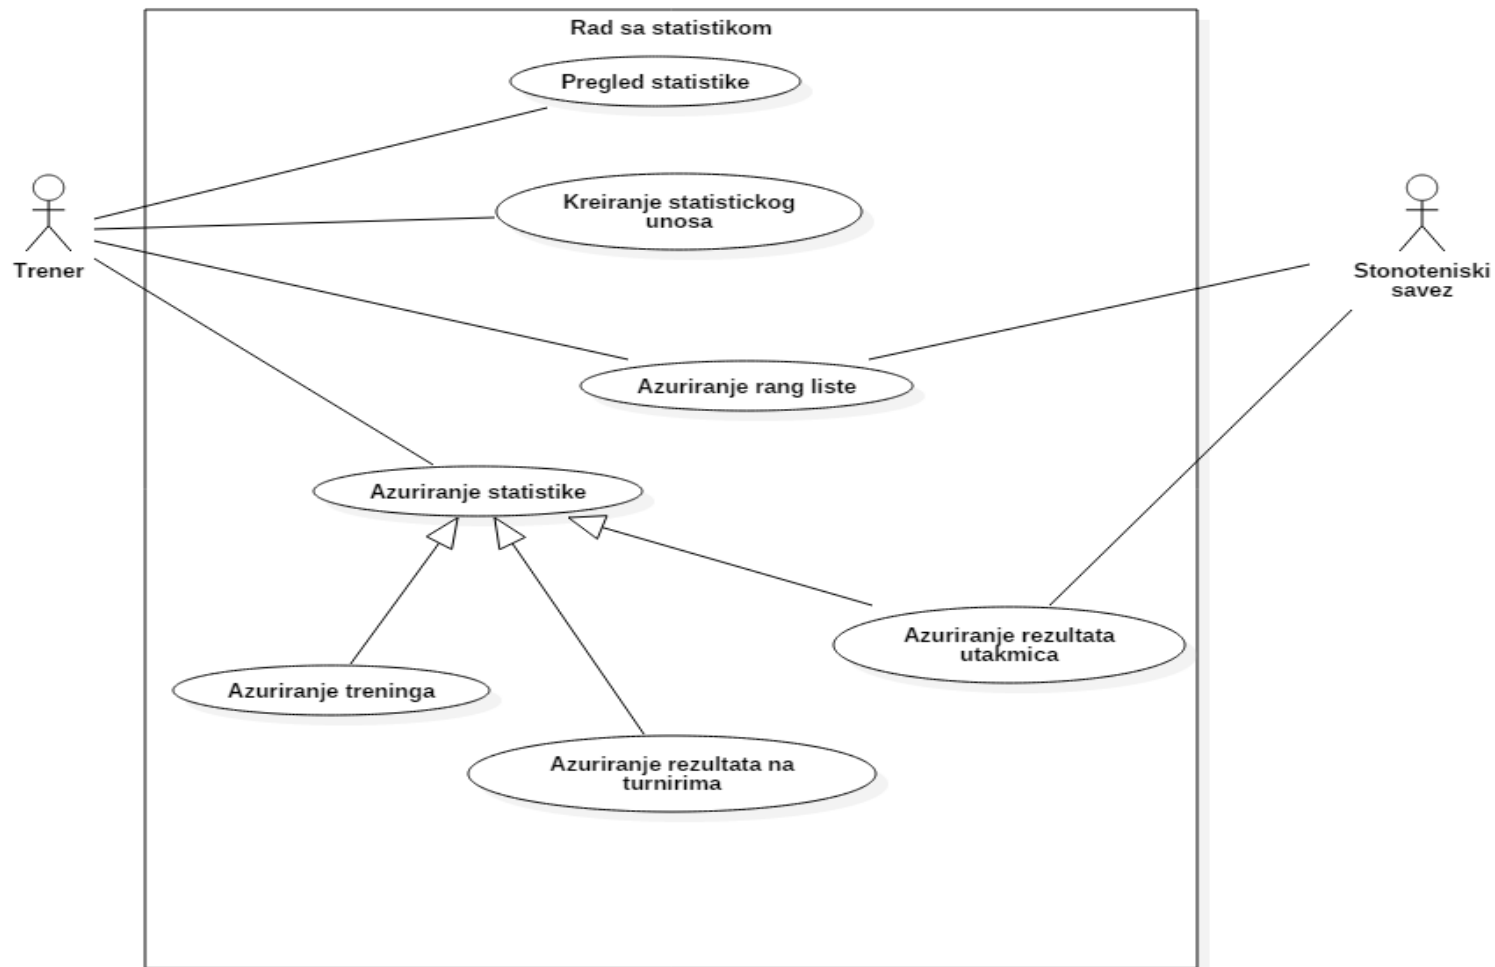 Rad sa statistikom
Pregled statistike
Kreiranje statistickog
unosa
Trener
Stonoteniski
savez
Azuriranje rang liste
Azuriranje statistike
Azuriranje rezultata
utakmica
Azuriranje treninga
Azuriranje rezultata na
turnirima